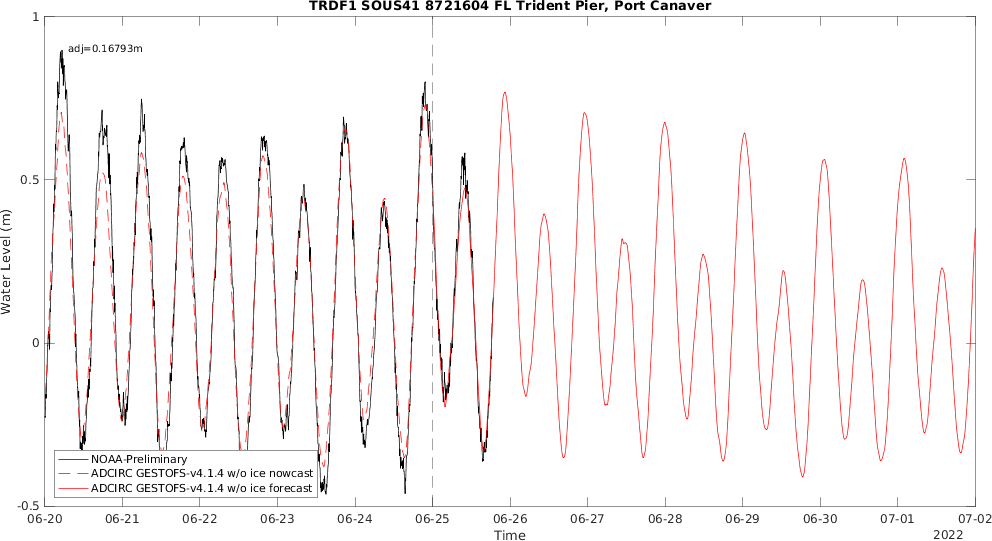 TRDF1 SOUS41 8721604 FL Trident Pier, Port Canaver
adj=0.16793m
1
0.5
0
-0.5
Water Level (m)
NOAA-Preliminary
ADCIRC GESTOFS-v4.1.4 w/o ice nowcast
ADCIRC GESTOFS-v4.1.4 w/o ice forecast
06-20 06-21 06-22 06-23 06-24 06-25 06-26 06-27 06-28 06-29 06-30 07-01 07-02
Time
2022